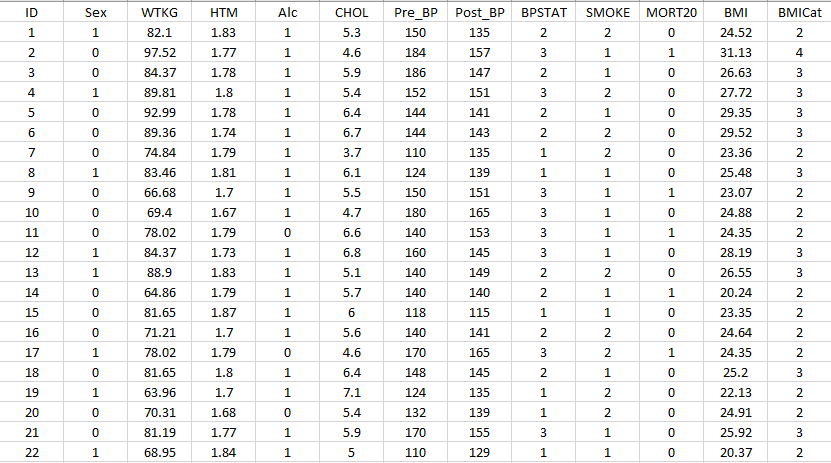 ID Sex WTKG HTM Alc CHOL Pre_BP Post_BP BPSTAT SMOKE MORT20 BMI BMICat
1 1 82.1 1.83 1 5.3 150 135 2 2 0 24.52 2
2 0 97.52 1.77 1 4.6 184 157 3 1 1 31.13 4
3 0 84.37 1.78 1 5.9 186 147 2 1 0 26.63 3
4 1 89.81 1.8 1 5.4 152 151 3 2 0 27.72 3
5 0 92.99 1.78 1 6.4 144 141 2 1 0 29.35 3
6 0 89.36 1.74 1 6.7 144 143 2 2 0 29.52 3
7 0 74.84 1.79 1 3.7 110 135 1 2 0 23.36 2
8 1 83.46 1.81 1 6.1 124 139 1 1 0 25.48 3
9 0 66.68 1.7 1 5.5 150 151 3 1 1 23.07 2
10 0 69.4 1.67 1 4.7 180 165 3 1 0 24.88 2
11 0 78.02 1.79 0 6.6 140 153 3 1 1 24.35 2
12 1 84.37 1.73 1 6.8 160 145 3 1 0 28.19 3
13 1 88.9 1.83 1 5.1 140 149 2 2 0 26.55 3
14 0 64.86 1.79 1 5.7 140 140 2 1 1 20.24 2
15 0 81.65 1.87 1 6 118 115 1 1 0 23.35 2
16 0 71.21 1.7 1 5.6 140 141 2 2 0 24.64 2
17 1 78.02 1.79 0 4.6 170 165 3 2 1 24.35 2
18 0 81.65 1.8 1 6.4 148 145 2 1 0 25.2 3
19 1 63.96 1.7 1 7.1 124 135 1 2 0 22.13 2
20 0 70.31 1.68 0 5.4 132 139 1 2 0 24.91 2
21 0 81.19 1.77 1 5.9 170 155 3 1 0 25.92 3
22 1 68.95 1.84 1 5 110 129 1 1 0 20.37 2